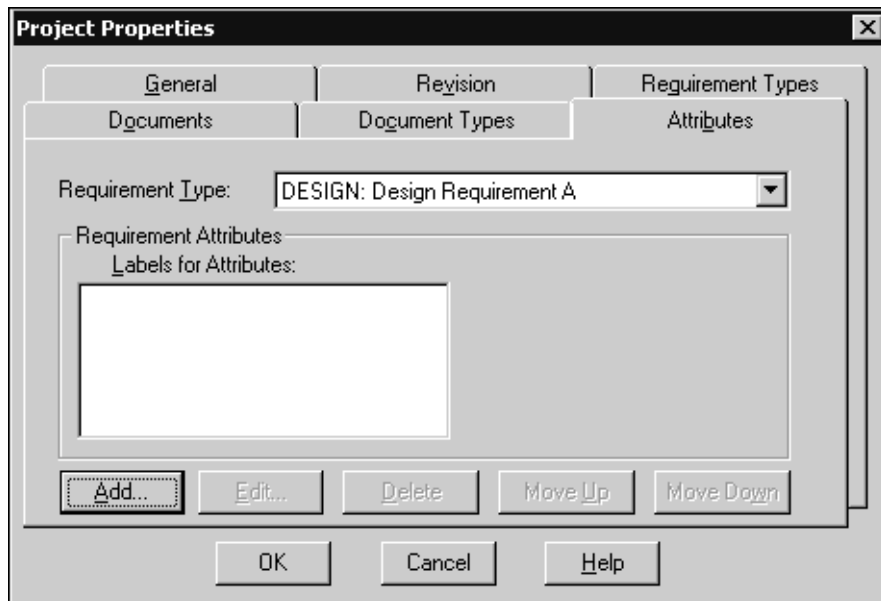 Project Properties
General Revision Requirement Types
Documents Document Types Attributes
Requirement Type: DESIGN: Design Requirement A
Requirement Attributes
Labels for Attributes:
Add... Edit... Delete Move Up Move Down
OK Cancel Help